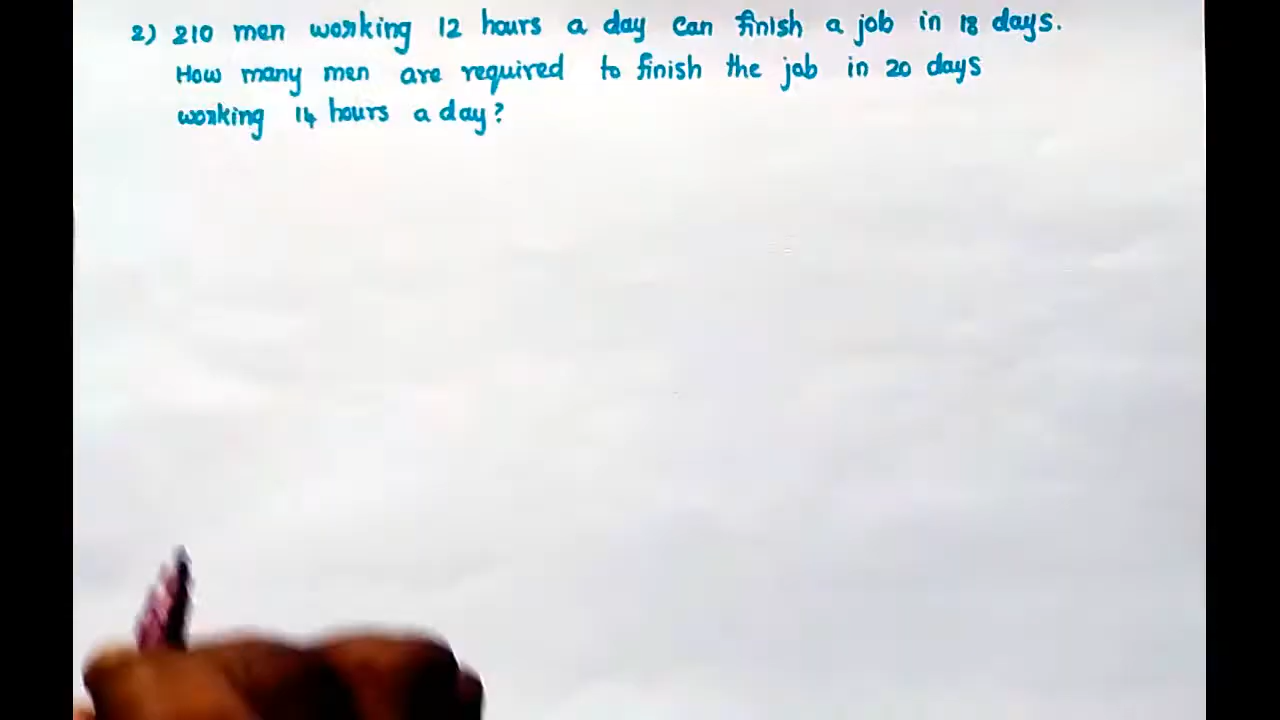 2) 210 men working 12 hours a day can finish a job in 18 days.
How many men are required to finish the job in 20 days
working 14 hours a day?